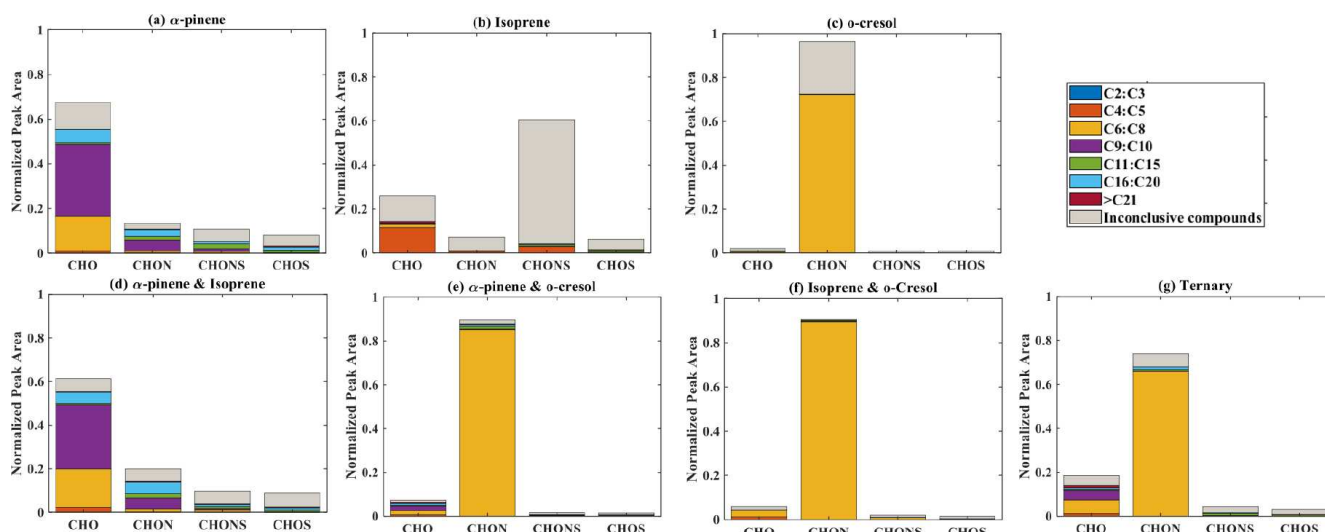 (a) α-pinene
Normalized Peak Area
1
0.8
0.6
0.4
0.2
0
CHO CHON CHONS CHOS
(b) Isoprene
Normalized Peak Area
1
0.8
0.6
0.4
0.2
0
CHO CHON CHONS CHOS
(c) o-cresol
Normalized Peak Area
1
0.8
0.6
0.4
0.2
0
CHO CHON CHONS CHOS
C2:C3
C4:C5
C6:C8
C9:C10
C11:C15
C16:C20
>C21
Inconclusive compounds
(d) α-pinene & Isoprene
Normalized Peak Area
1
0.8
0.6
0.4
0.2
0
CHO CHON CHONS CHOS
(e) α-pinene & o-cresol
Normalized Peak Area
1
0.8
0.6
0.4
0.2
0
CHO CHON CHONS CHOS
(f) Isoprene & o-Cresol
Normalized Peak Area
1
0.8
0.6
0.4
0.2
0
CHO CHON CHONS CHOS
(g) Ternary
Normalized Peak Area
1
0.8
0.6
0.4
0.2
0
CHO CHON CHONS CHOS